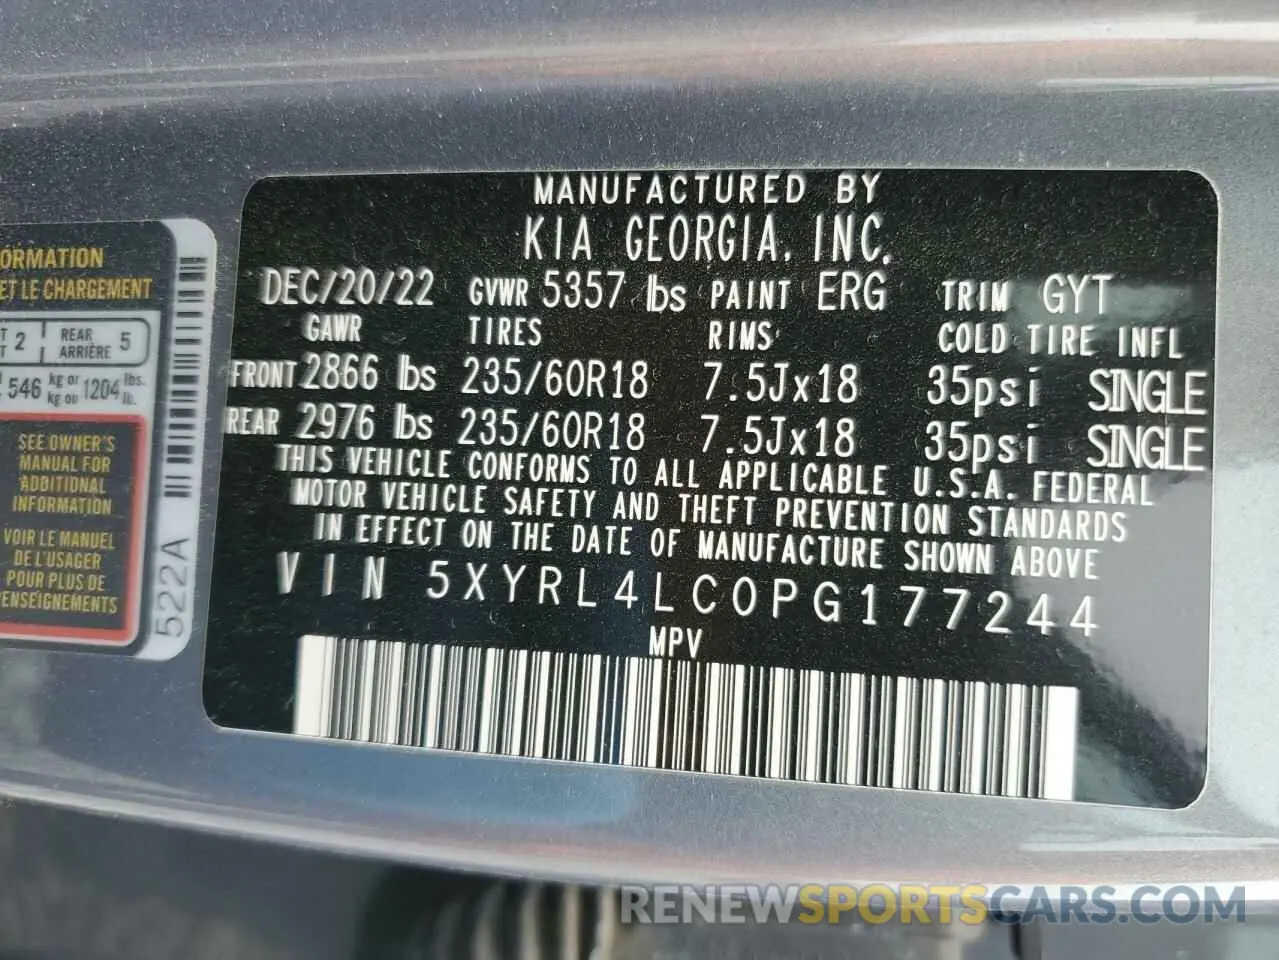 ORMATION
ET LE CHARGEMENT
T 2 REAR 5
T ARRIÈRE
546 kg or 1204 lbs.
kg ou lb.
SEE OWNER'S
MANUAL FOR
ADDITIONAL
INFORMATION
VOIR LE MANUEL
DE L'USAGER
POUR PLUS DE
RENSEIGNEMENTS
522A
MANUFACTURED BY
KIA GEORGIA, INC.
DEC/20/22 GVWR 5357 lbs PAINT ERG TRIM GYT
GAWR TIRES RIMS COLD TIRE INFL
FRONT 2866 lbs 235/60R18 7.5Jx18 35psi SINGLE
REAR 2976 lbs 235/60R18 7.5Jx18 35psi SINGLE
THIS VEHICLE CONFORMS TO ALL APPLICABLE U.S.A. FEDERAL
MOTOR VEHICLE SAFETY AND THEFT PREVENTION STANDARDS
IN EFFECT ON THE DATE OF MANUFACTURE SHOWN ABOVE
VIN 5XYRL4LC0PG177244
MPV
RENEWSPORTSCARS.COM